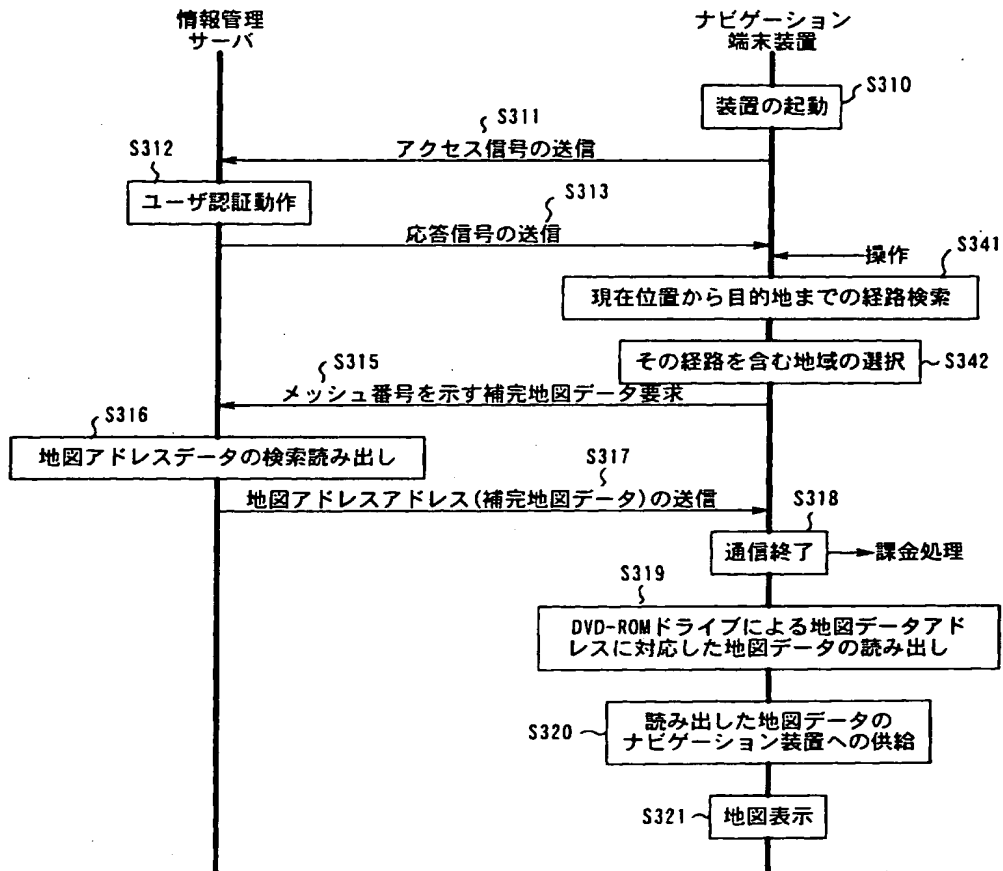 情報管理
サーバ
ナビゲーション
端末装置
S310
装置の起動
S311
アクセス信号の送信
S312
ユーザ認証動作
S313
応答信号の送信
操作
S341
現在位置から目的地までの経路検索
その経路を含む地域の選択
S342
S315
メッシュ番号を示す補完地図データ要求
S316
地図アドレスデータの検索読み出し
S317
地図アドレスアドレス(補完地図データ)の送信
S318
通信終了
課金処理
S319
DVD-ROMドライブによる地図データアド
レスに対応した地図データの読み出し
S320
読み出した地図データの
ナビゲーション装置への供給
S321
地図表示